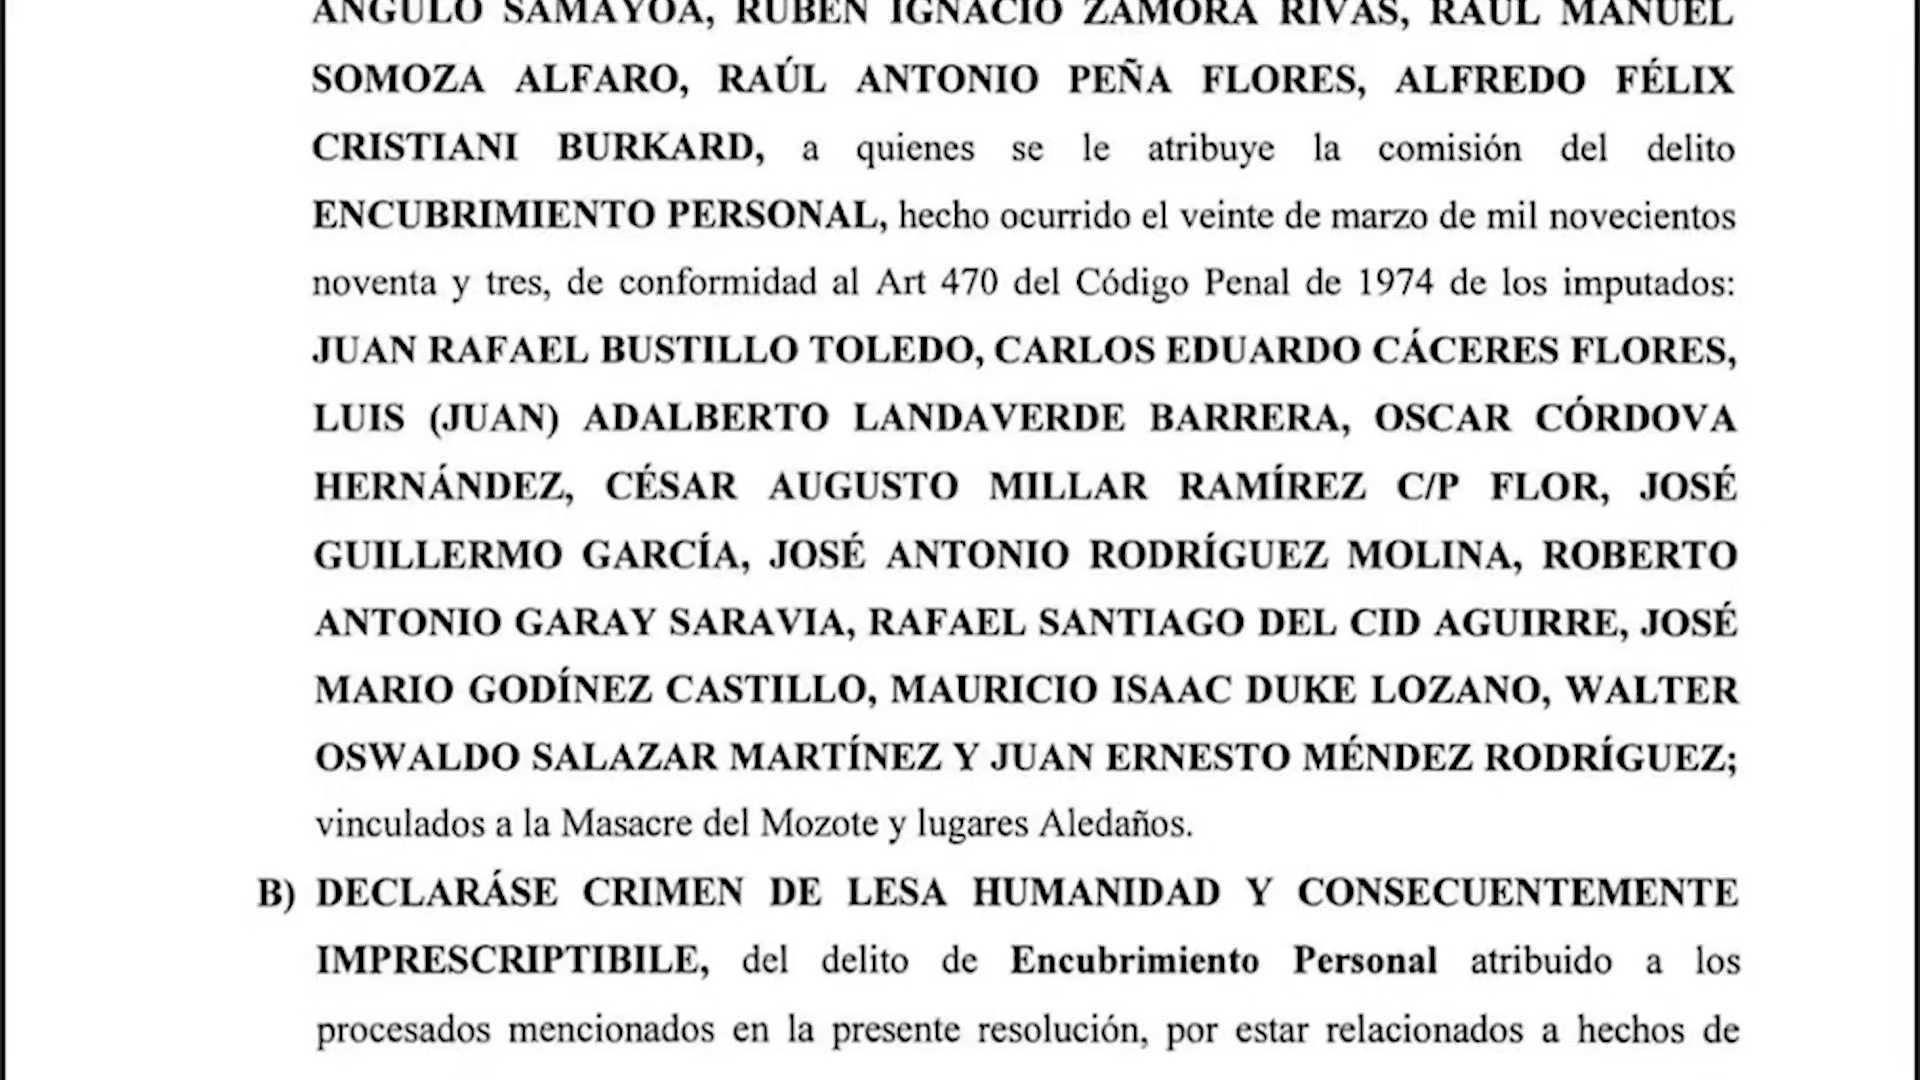 ANGULO SAMAYOA, RUBÉN IGNACIO ZAMORA RIVAS, RAÚL MANUEL
SOMOZA ALFARO, RAÚL ANTONIO PEÑA FLORES, ALFREDO FÉLIX
CRISTIANI BURKARD, a quienes se le atribuye la comisión del delito
ENCUBRIMIENTO PERSONAL, hecho ocurrido el veinte de marzo de mil novecientos
noventa y tres, de conformidad al Art 470 del Código Penal de 1974 de los imputados:
JUAN RAFAEL BUSTILLO TOLEDO, CARLOS EDUARDO CÁCERES FLORES,
LUIS (JUAN) ADALBERTO LANDAVERDE BARRERA, OSCAR CÓRDOVA
HERNÁNDEZ, CÉSAR AUGUSTO MILLAR RAMÍREZ C/P FLOR, JOSÉ
GUILLERMO GARCÍA, JOSÉ ANTONIO RODRÍGUEZ MOLINA, ROBERTO
ANTONIO GARAY SARAVIA, RAFAEL SANTIAGO DEL CID AGUIRRE, JOSÉ
MARIO GODÍNEZ CASTILLO, MAURICIO ISAAC DUKE LOZANO, WALTER
OSWALDO SALAZAR MARTÍNEZ Y JUAN ERNESTO MÉNDEZ RODRÍGUEZ;
vinculados a la Masacre del Mozote y lugares Aledaños.
B) DECLARÁSE CRIMEN DE LESA HUMANIDAD Y CONSECUENTEMENTE
IMPRESCRIPTIBILE, del delito de Encubrimiento Personal atribuido a los
procesados mencionados en la presente resolución, por estar relacionados a hechos de